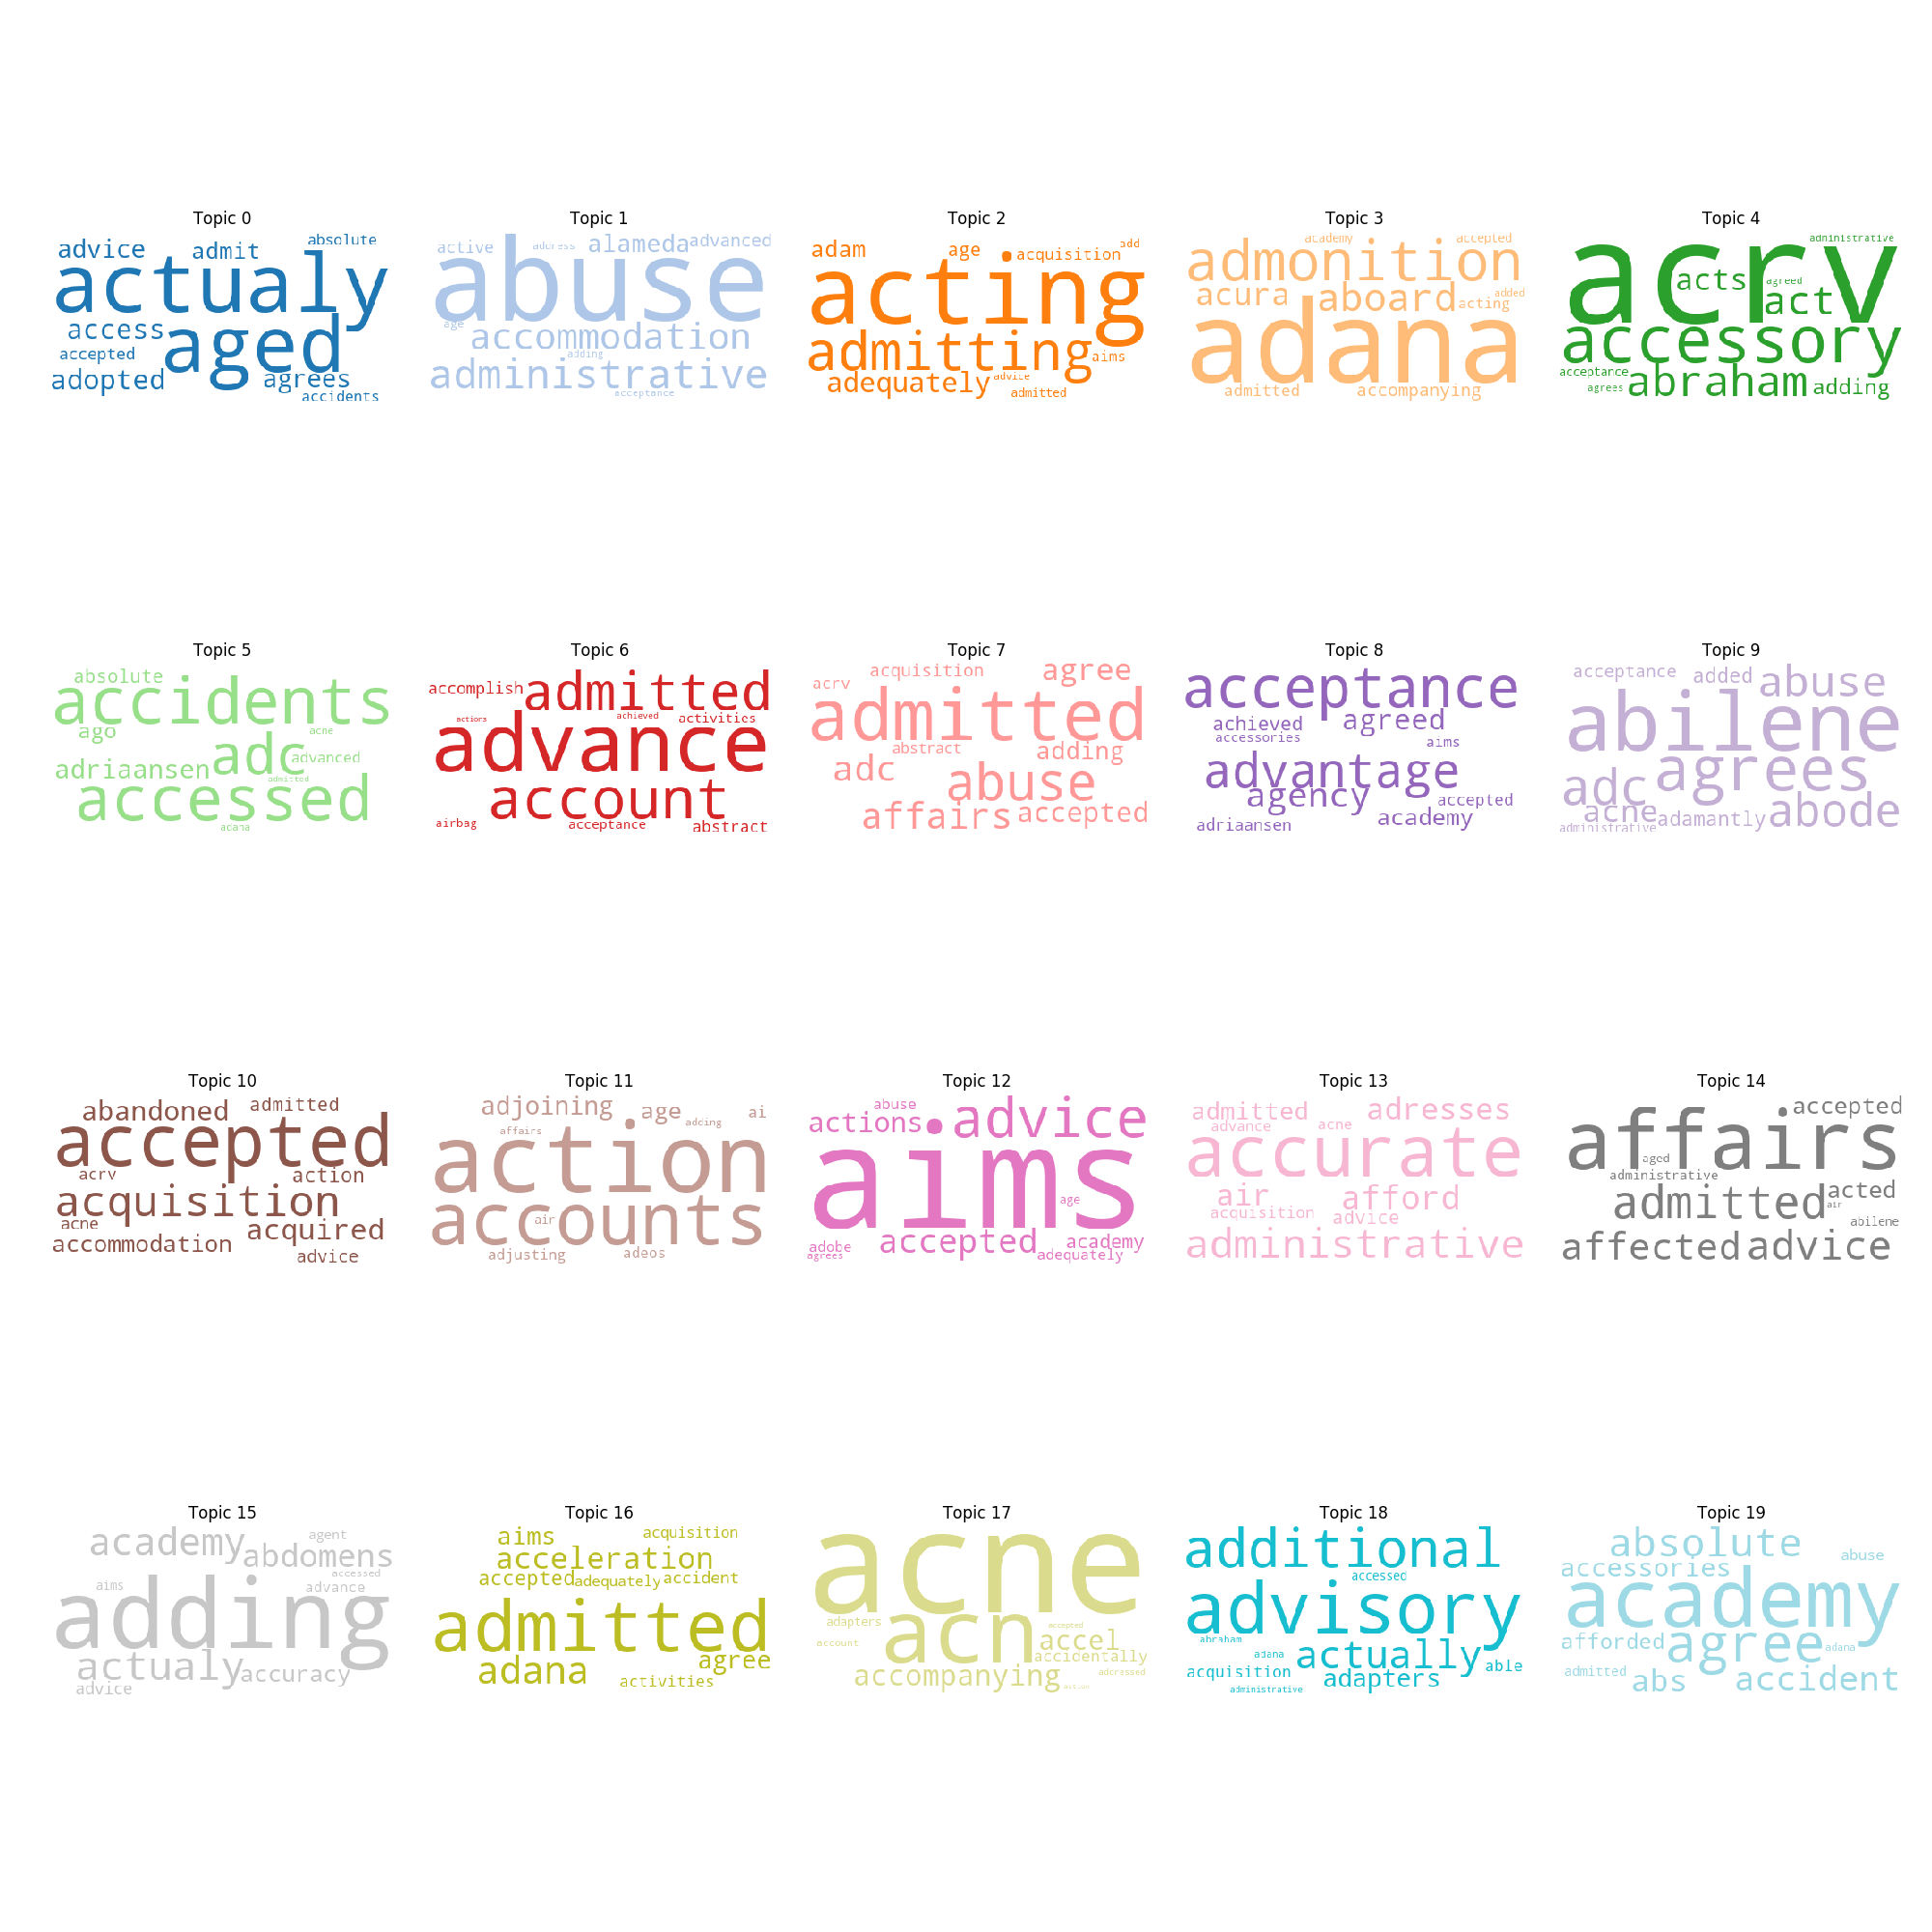 Topic 0
advice admit absolute
actualy
access aged
accepted
adopted agrees
accidents
Topic 1
active address alameda advanced
abuse
age accommodation
adding
administrative
acceptance
Topic 2
adam age acquisition add
acting
admitting aims
adequately advice
admitted
Topic 3
academy accepted
admonition
acura aboard acting added
adana
admitted accompanying
Topic 4
administrative
acrv
acts agreed
act
accessory
acceptance abraham adding
agrees
Topic 5
absolute
accidents
ago acne
adriaansen adc advanced
admitted
accessed
adana
Topic 6
accomplish admitted
actions achieved activities
advance
account
airbag acceptance abstract
Topic 7
acquisition agree
acrv
admitted
abstract adding
adc abuse
affairs accepted
Topic 8
acceptance
achieved agreed
accessories aims
advantage
agency accepted
adriaansen academy
Topic 9
acceptance added abuse
abilene
adc agrees
acne adamantly abode
administrative
Topic 10
abandoned admitted
accepted
acrv action
acquisition
acne acquired
accommodation advice
Topic 11
adjoining age adding ai
affairs
action
accounts
air
adjusting adeos
Topic 12
abuse
actions advice
aims
age
adobe accepted academy
agrees adequately
Topic 13
admitted adresses
advance acne
accurate
air afford
acquisition advice
administrative
Topic 14
accepted
affairs
aged
administrative
admitted acted
air
abilene
affected advice
Topic 15
academy agent
abdomens
accessed
aims advance
adding
actualy accuracy
advice
Topic 16
aims acquisition
acceleration
accepted adequately accident
admitted
adana agree
activities
Topic 17
acne
adapters acn accepted
account accel
accidentally
accompanying addressed
action
Topic 18
additional
accessed
advisory
abraham
adana actually able
acquisition adapters
administrative
Topic 19
absolute abuse
accessories
academy
afforded agree adana
admitted abs accident